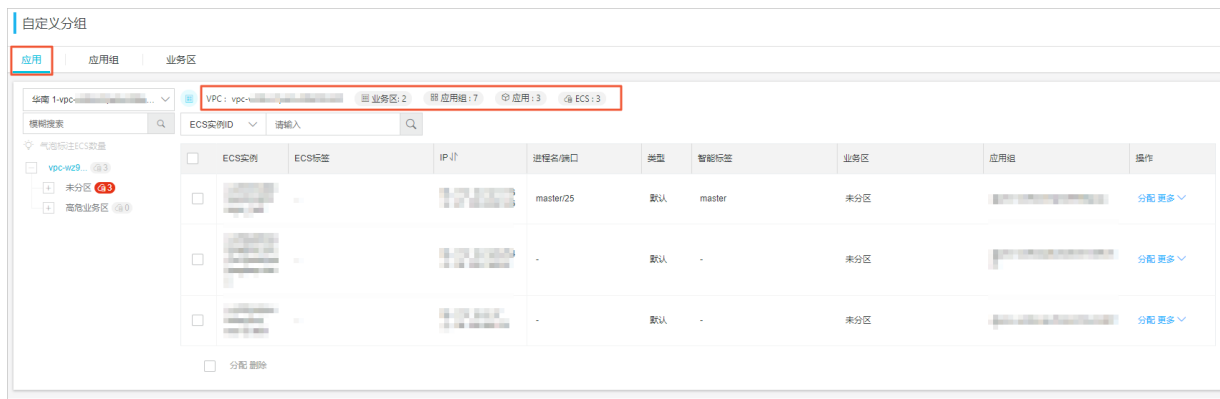 自定义分组
应用 应用组 业务区
华南 1-vpc- ... VPC：vpc- 业务区: 2 应用组: 7 应用: 3 ECS: 3
模糊搜索 ECS实例ID 请输入
气泡标注ECS数量
ECS实例 ECS标签 IP 进程名/端口 类型 智能标签 业务区 应用组 操作
vpc-wz9... 3
未分区 3
高危业务区 0
master/25 默认 master 未分区 分配 更多
- 默认 - 未分区 分配 更多
- 默认 - 未分区 分配 更多
分配 删除